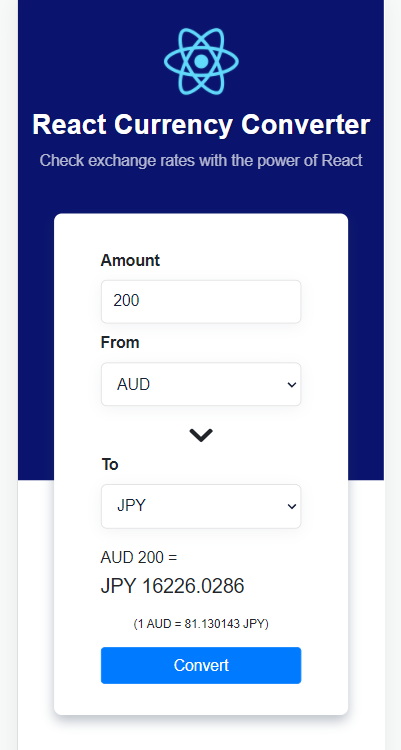 React Currency Converter
Check exchange rates with the power of React
Amount
200
From
AUD
To
JPY
AUD 200 =
JPY 16226.0286
(1 AUD = 81.130143 JPY)
Convert